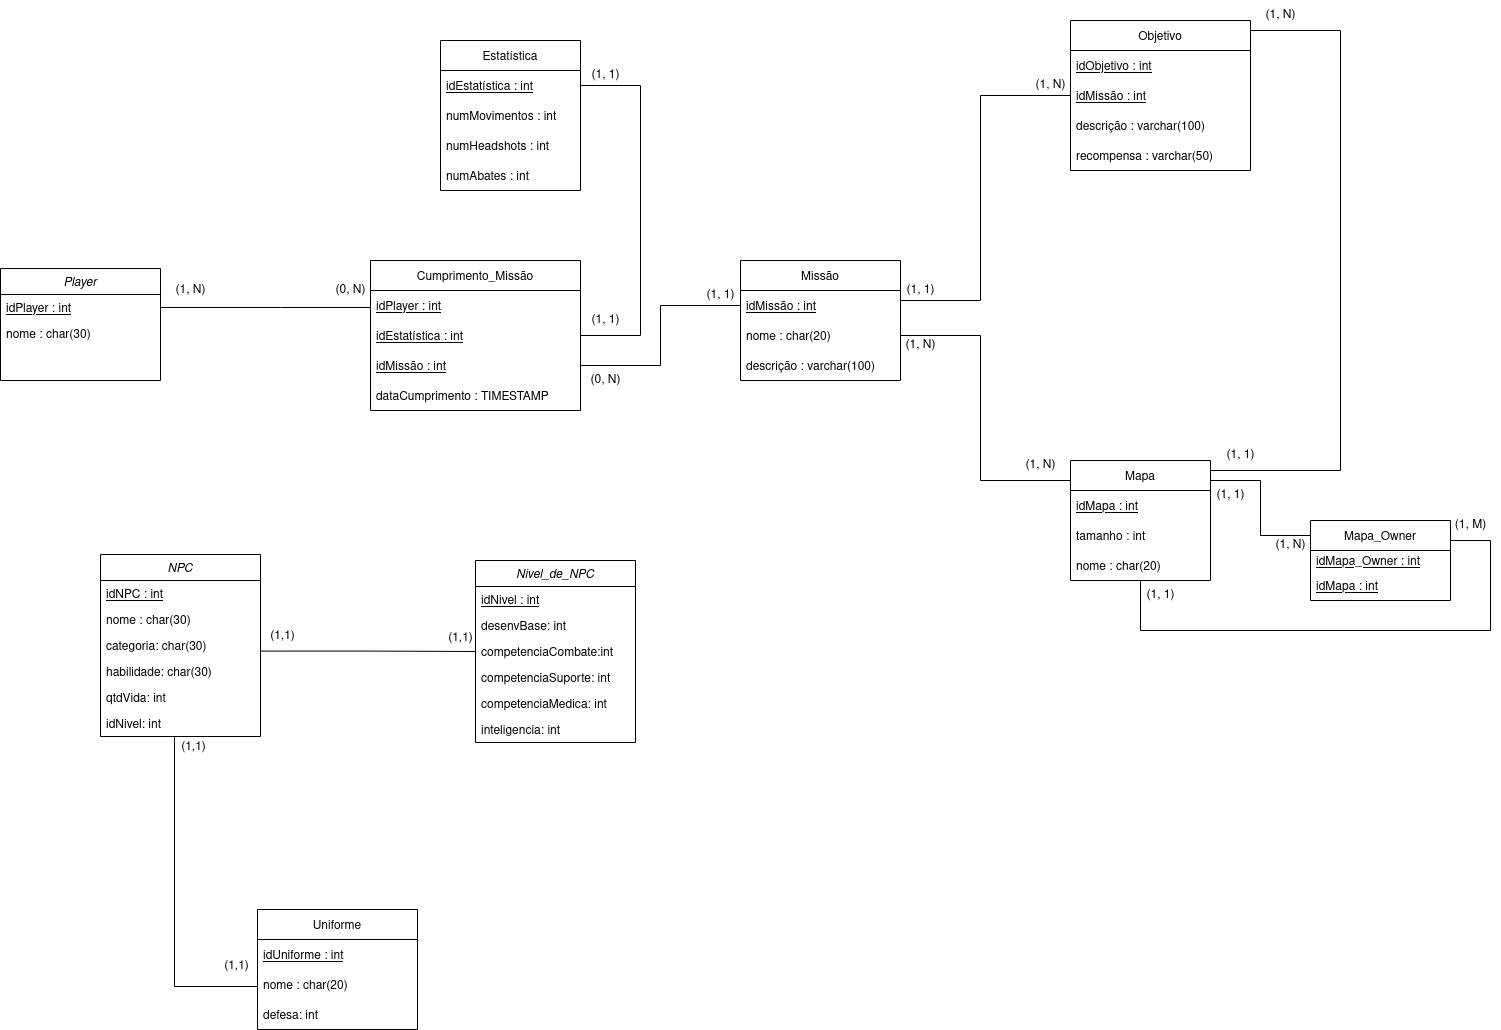 Estatística
idEstatística : int
numMovimentos : int
numHeadshots : int
numAbates : int
(1, 1)
Objetivo
idObjetivo : int
idMissão : int
descrição : varchar(100)
recompensa : varchar(50)
(1, N)
(1, N)
Player
idPlayer : int
nome : char(30)
(1, N)
(0, N)
Cumprimento_Missão
idPlayer : int
idEstatística : int
idMissão : int
dataCumprimento : TIMESTAMP
(1, 1)
(0, N)
(1, 1)
Missão
idMissão : int
nome : char(20)
descrição : varchar(100)
(1, 1)
(1, N)
(1, N)
Mapa
idMapa : int
tamanho : int
nome : char(20)
(1, 1)
(1, 1)
(1, 1)
(1, N)
Mapa_Owner
idMapa_Owner : int
idMapa : int
(1, M)
NPC
idNPC : int
nome : char(30)
categoria: char(30)
habilidade: char(30)
qtdVida: int
idNivel: int
(1,1)
(1,1)
(1,1)
Nivel_de_NPC
idNivel : int
desenvBase: int
competenciaCombate:int
competenciaSuporte: int
competenciaMedica: int
inteligencia: int
(1,1)
Uniforme
idUniforme : int
nome : char(20)
defesa: int